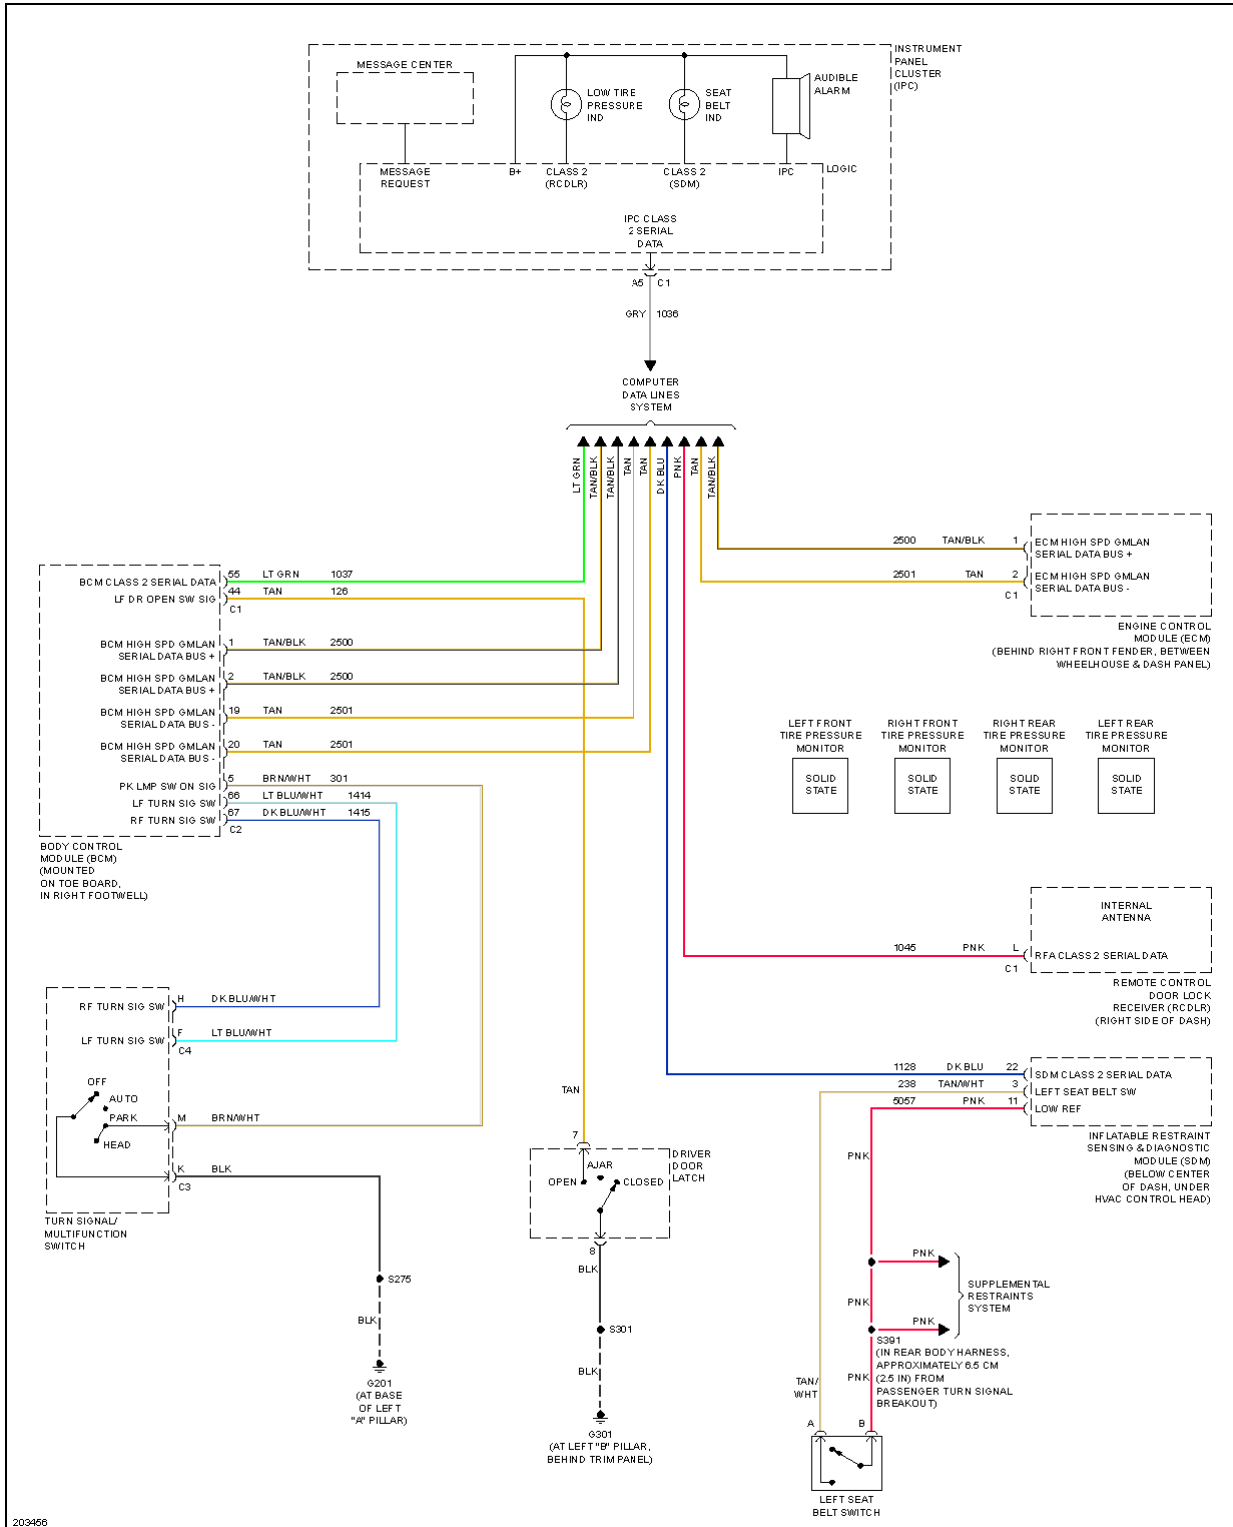 INSTRUMENT
PANEL
CLUSTER
(IPC)
MESSAGE CENTER
LOW TIRE
PRESSURE
IND
SEAT
BELT
IND
AUDIBLE
ALARM
MESSAGE
REQUEST
B+
CLASS 2
(RCDLR)
CLASS 2
(SDM)
IPC
LOGIC
IPC CLASS
2 SERIAL
DATA
A5 C1
GRY 1036
COMPUTER
DATA LINES
SYSTEM
LT GRN
TAN/BLK
TAN/BLK
TAN
TAN
DK BLU
PNK
TAN
TAN/BLK
2500 TAN/BLK 1 ECM HIGH SPD GMLAN
SERIAL DATA BUS +
2501 TAN 2 ECM HIGH SPD GMLAN
SERIAL DATA BUS -
C1
ENGINE CONTROL
MODULE (ECM)
(BEHIND RIGHT FRONT FENDER, BETWEEN
WHEELHOUSE & DASH PANEL)
BCM CLASS 2 SERIAL DATA 55 LT GRN 1037
LF DR OPEN SW SIG 44 TAN 126
C1
BCM HIGH SPD GMLAN 1 TAN/BLK 2500
SERIAL DATA BUS +
BCM HIGH SPD GMLAN 2 TAN/BLK 2500
SERIAL DATA BUS +
BCM HIGH SPD GMLAN 19 TAN 2501
SERIAL DATA BUS -
BCM HIGH SPD GMLAN 20 TAN 2501
SERIAL DATA BUS -
PK LMP SW ON SIG 5 BRN/WHT 301
LF TURN SIG SW 66 LT BLU/WHT 1414
RF TURN SIG SW 67 DK BLU/WHT 1415
C2
BODY CONTROL
MODULE (BCM)
(MOUNTED
ON TOE BOARD,
IN RIGHT FOOTWELL)
LEFT FRONT
TIRE PRESSURE
MONITOR
SOLID
STATE
RIGHT FRONT
TIRE PRESSURE
MONITOR
SOLID
STATE
RIGHT REAR
TIRE PRESSURE
MONITOR
SOLID
STATE
LEFT REAR
TIRE PRESSURE
MONITOR
SOLID
STATE
INTERNAL
ANTENNA
1045 PNK L RFA CLASS 2 SERIAL DATA
C1
REMOTE CONTROL
DOOR LOCK
RECEIVER (RCDLR)
(RIGHT SIDE OF DASH)
RF TURN SIG SW H DK BLU/WHT
LF TURN SIG SW F LT BLU/WHT
C4
OFF
AUTO
PARK
HEAD
M BRN/WHT
K BLK
C3
TURN SIGNAL/
MULTIFUNCTION
SWITCH
S275
BLK
G201
(AT BASE
OF LEFT
"A" PILLAR)
TAN
7
DRIVER
DOOR
LATCH
AJAR
OPEN
CLOSED
8
BLK
S301
BLK
G301
(AT LEFT "B" PILLAR,
BEHIND TRIM PANEL)
1128 DK BLU 22 SDM CLASS 2 SERIAL DATA
238 TAN/WHT 3 LEFT SEAT BELT SW
5057 PNK 11 LOW REF
INFLATABLE RESTRAINT
SENSING & DIAGNOSTIC
MODULE (SDM)
(BELOW CENTER
OF DASH, UNDER
HVAC CONTROL HEAD)
PNK
PNK
PNK
PNK
SUPPLEMENTAL
RESTRAINTS
SYSTEM
S391
(IN REAR BODY HARNESS,
APPROXIMATELY 6.5 CM
(2.5 IN) FROM
PASSENGER TURN SIGNAL
BREAKOUT)
PNK
TAN/
WHT
A B
LEFT SEAT
BELT SWITCH
203456